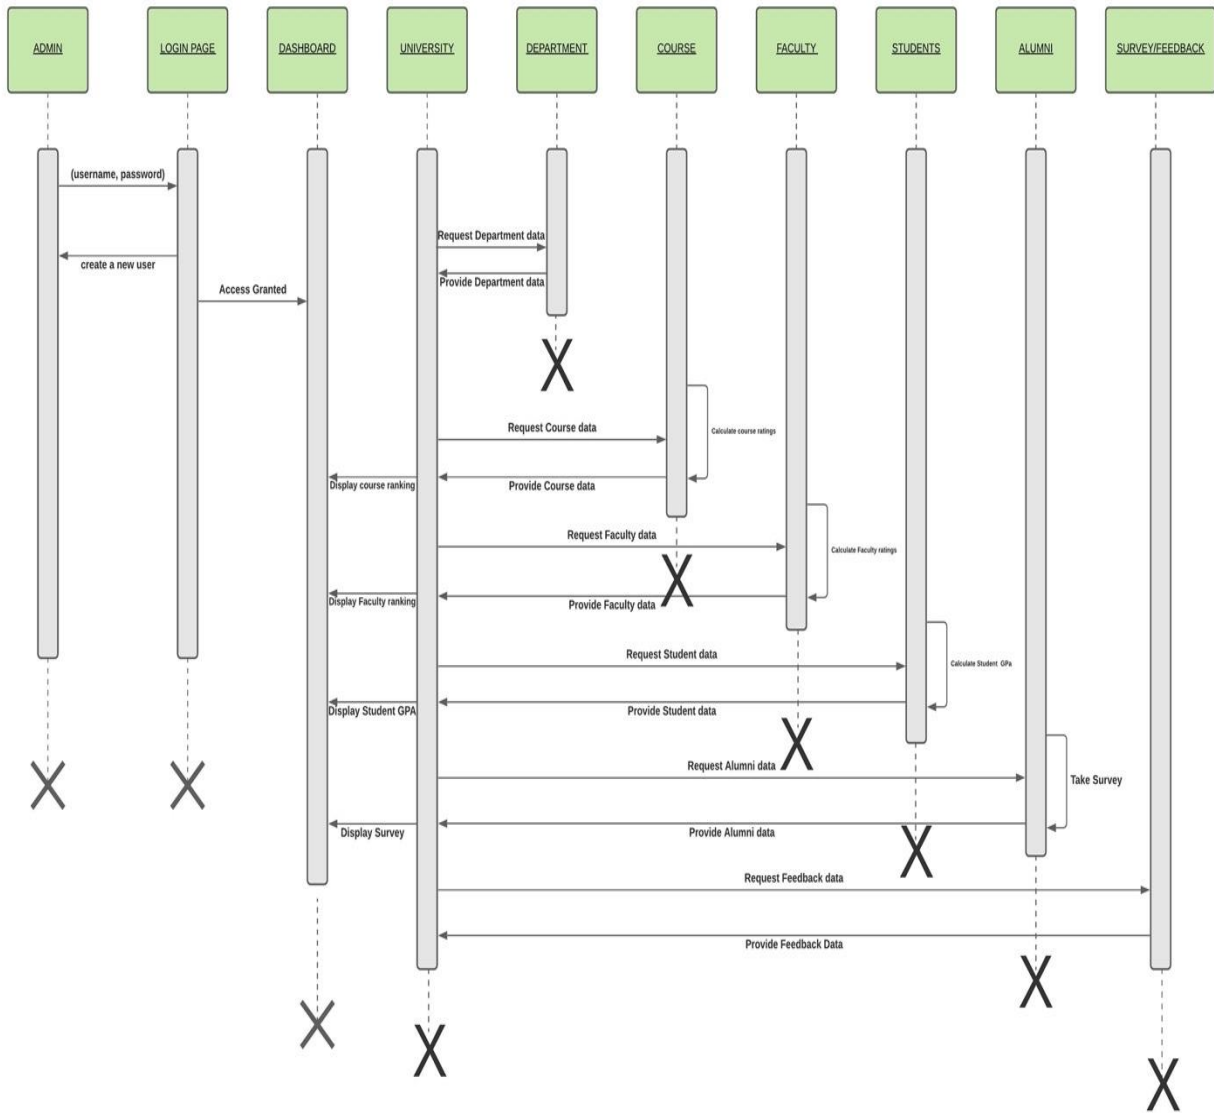 ADMIN
LOGIN PAGE
DASHBOARD
UNIVERSITY
DEPARTMENT
COURSE
FACULTY
STUDENTS
ALUMNI
SURVEY/FEEDBACK
(username, password)
Request Department data
create a new user
Provide Department data
Access Granted
Request Course data
Calculate course ratings
Display course ranking
Provide Course data
Request Faculty data
Calculate Faculty ratings
Display Faculty ranking
Provide Faculty data
Request Student data
Calculate Student GPa
Display Student GPA
Provide Student data
Request Alumni data
Take Survey
Display Survey
Provide Alumni data
Request Feedback data
Provide Feedback Data